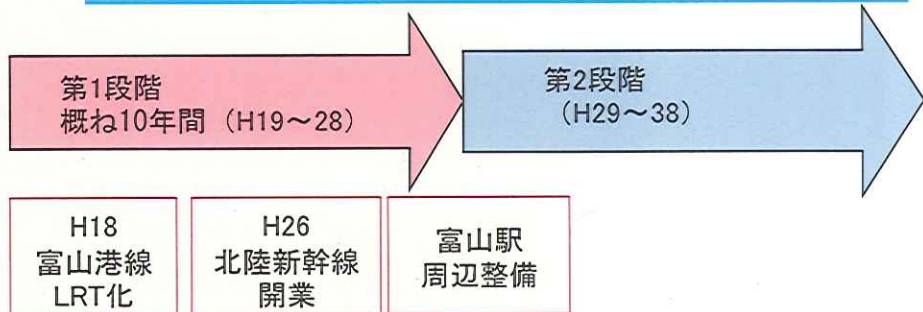 第1段階
概ね10年間（H19～28）
第2段階
（H29～38）
H18
富山港線
LRT化
H26
北陸新幹線
開業
富山駅
周辺整備